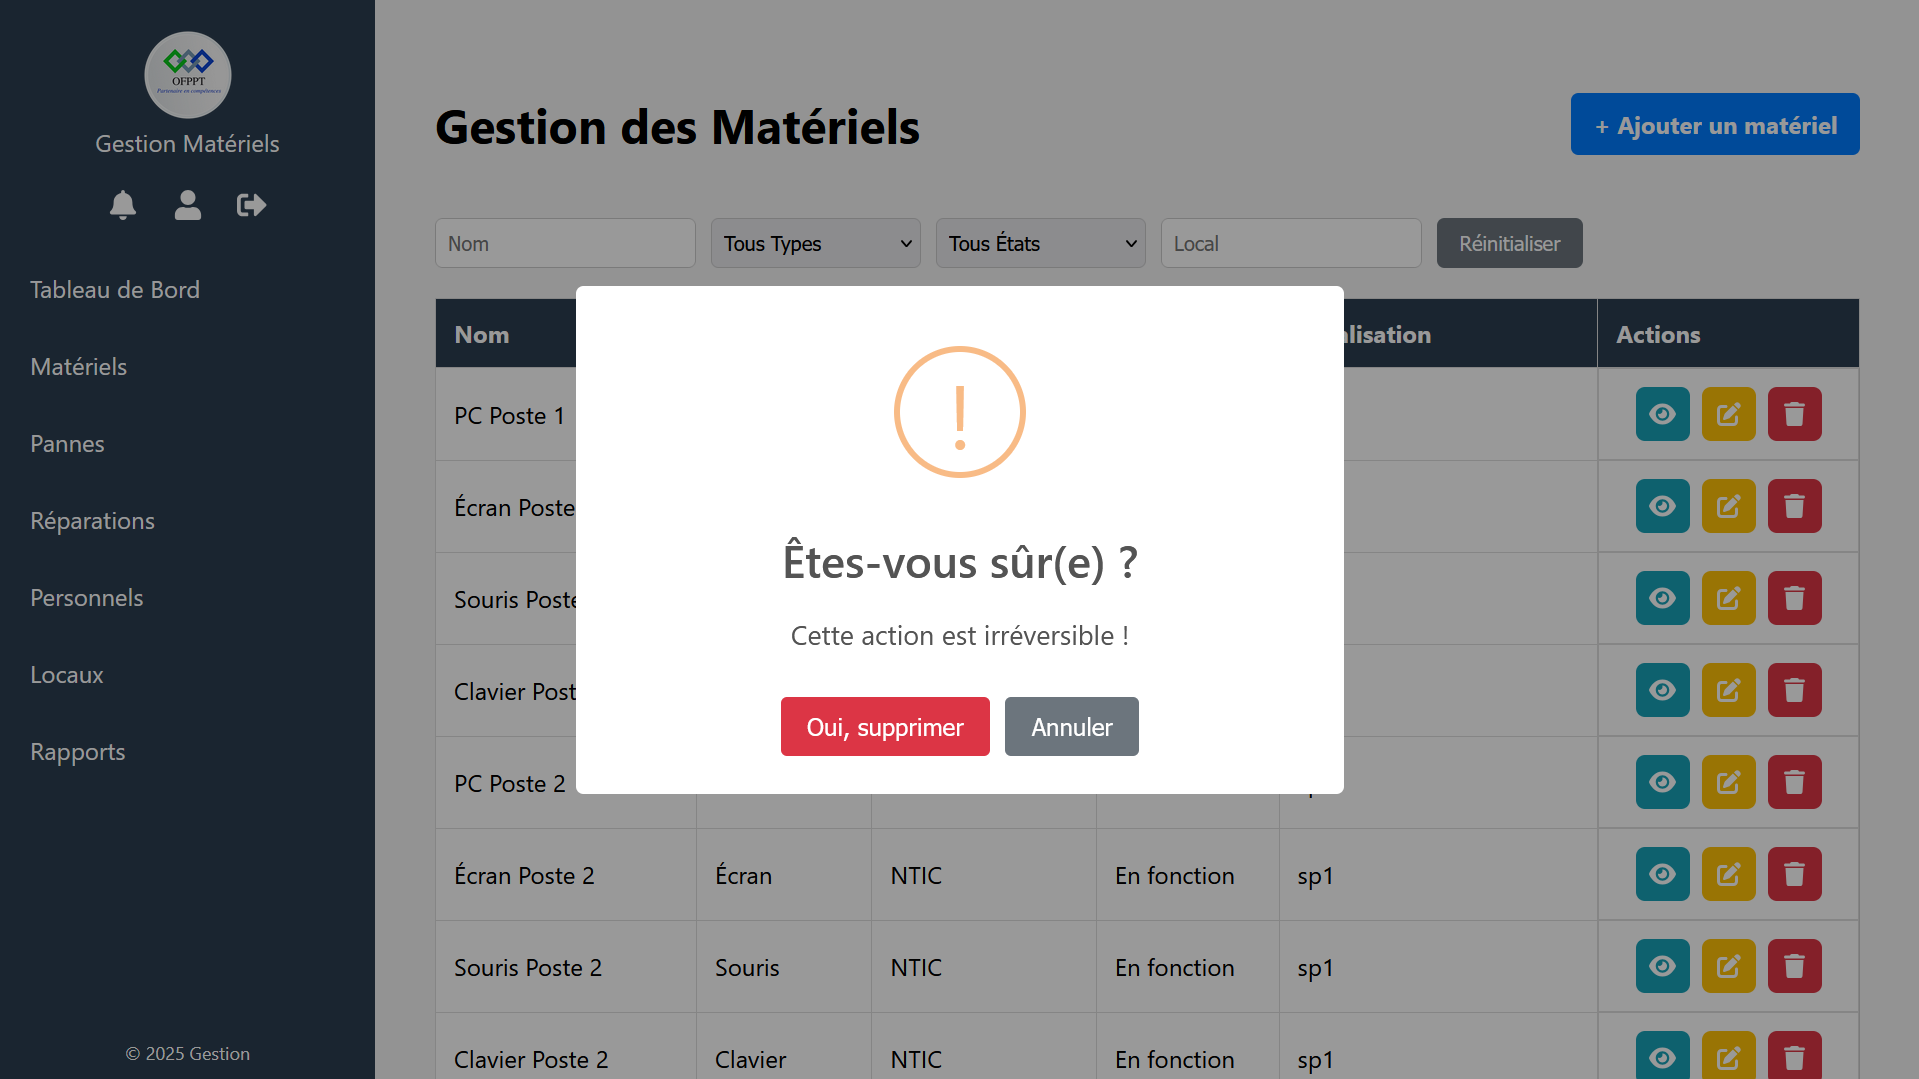 OFPPT
Partenaire en compétences
Gestion Matériels
Tableau de Bord
Matériels
Pannes
Réparations
Personnels
Locaux
Rapports
© 2025 Gestion
Gestion des Matériels
+ Ajouter un matériel
Nom Tous Types Tous États Local Réinitialiser
Nom lisation Actions
PC Poste 1
Écran Poste
Souris Poste
Clavier Post
PC Poste 2
Écran Poste 2 Écran NTIC En fonction sp1
Souris Poste 2 Souris NTIC En fonction sp1
Clavier Poste 2 Clavier NTIC En fonction sp1
!
Êtes-vous sûr(e) ?
Cette action est irréversible !
Oui, supprimer Annuler